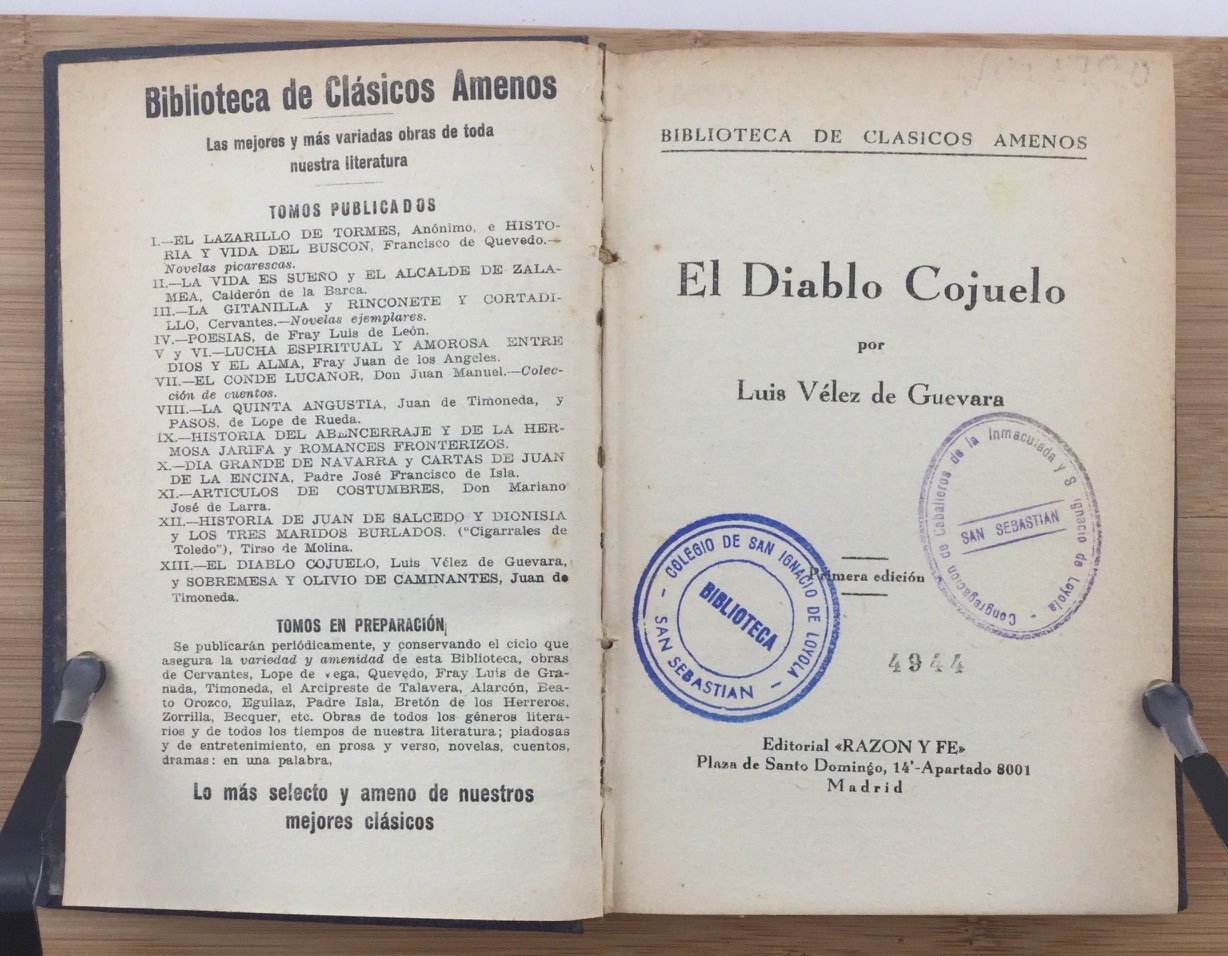 Biblioteca de Clásicos Amenos
Las mejores y más variadas obras de toda
nuestra literatura
TOMOS PUBLICADOS
I.—EL LAZARILLO DE TORMES, Anónimo, e HISTO-
RIA Y VIDA DEL BUSCON, Francisco de Quevedo.—
Novelas picarescas.
II.—LA VIDA ES SUEÑO y EL ALCALDE DE ZALA-
MEA, Calderón de la Barca.
III.—LA GITANILLA y RINCONETE Y CORTADI-
LLO, Cervantes.—Novelas ejemplares.
IV.—POESIAS, de Fray Luis de León.
V y VI.—LUCHA ESPIRITUAL Y AMOROSA ENTRE
DIOS Y EL ALMA, Fray Juan de los Angeles.
VII.—EL CONDE LUCANOR, Don Juan Manuel.—Colec-
ción de cuentos.
VIII.—LA QUINTA ANGUSTIA, Juan de Timoneda, y
PASOS, de Lope de Rueda.
IX.—HISTORIA DEL ABENCERRAJE Y DE LA HER-
MOSA JARIFA y ROMANCES FRONTERIZOS.
X.—DIA GRANDE DE NAVARRA y CARTAS DE JUAN
DE LA ENCINA, Padre José Francisco de Isla.
XI.—ARTICULOS DE COSTUMBRES, Don Mariano
José de Larra.
XII.—HISTORIA DE JUAN DE SALCEDO Y DIONISIA
y LOS TRES MARIDOS BURLADOS. ("Cigarrales de
Toledo"), Tirso de Molina.
XIII.—EL DIABLO COJUELO, Luis Vélez de Guevara,
y SOBREMESA Y OLIVIO DE CAMINANTES, Juan de
Timoneda.
TOMOS EN PREPARACIÓN
Se publicarán periódicamente, y conservando el ciclo que
asegura la variedad y amenidad de esta Biblioteca, obras
de Cervantes, Lope de Vega, Quevedo, Fray Luis de Gra-
nada, Timoneda, el Arcipreste de Talavera, Alarcón, Bea-
to Orozco, Eguilaz, Padre Isla, Bretón de los Herreros,
Zorrilla, Becquer, etc. Obras de todos los géneros litera-
rios y de todos los tiempos de nuestra literatura; piadosas
y de entretenimiento, en prosa y verso, novelas, cuentos,
dramas: en una palabra,
Lo más selecto y ameno de nuestros
mejores clásicos
BIBLIOTECA DE CLASICOS AMENOS
El Diablo Cojuelo
por
Luis Vélez de Guevara
Congregación de Caballeros de la Inmaculada y S. Ignacio de Loyola
SAN SEBASTIAN
COLEGIO DE SAN IGNACIO DE LOYOLA
BIBLIOTECA
SAN SEBASTIAN
Primera edición
4944
Editorial «RAZON Y FE»
Plaza de Santo Domingo, 14'-Apartado 8001
Madrid